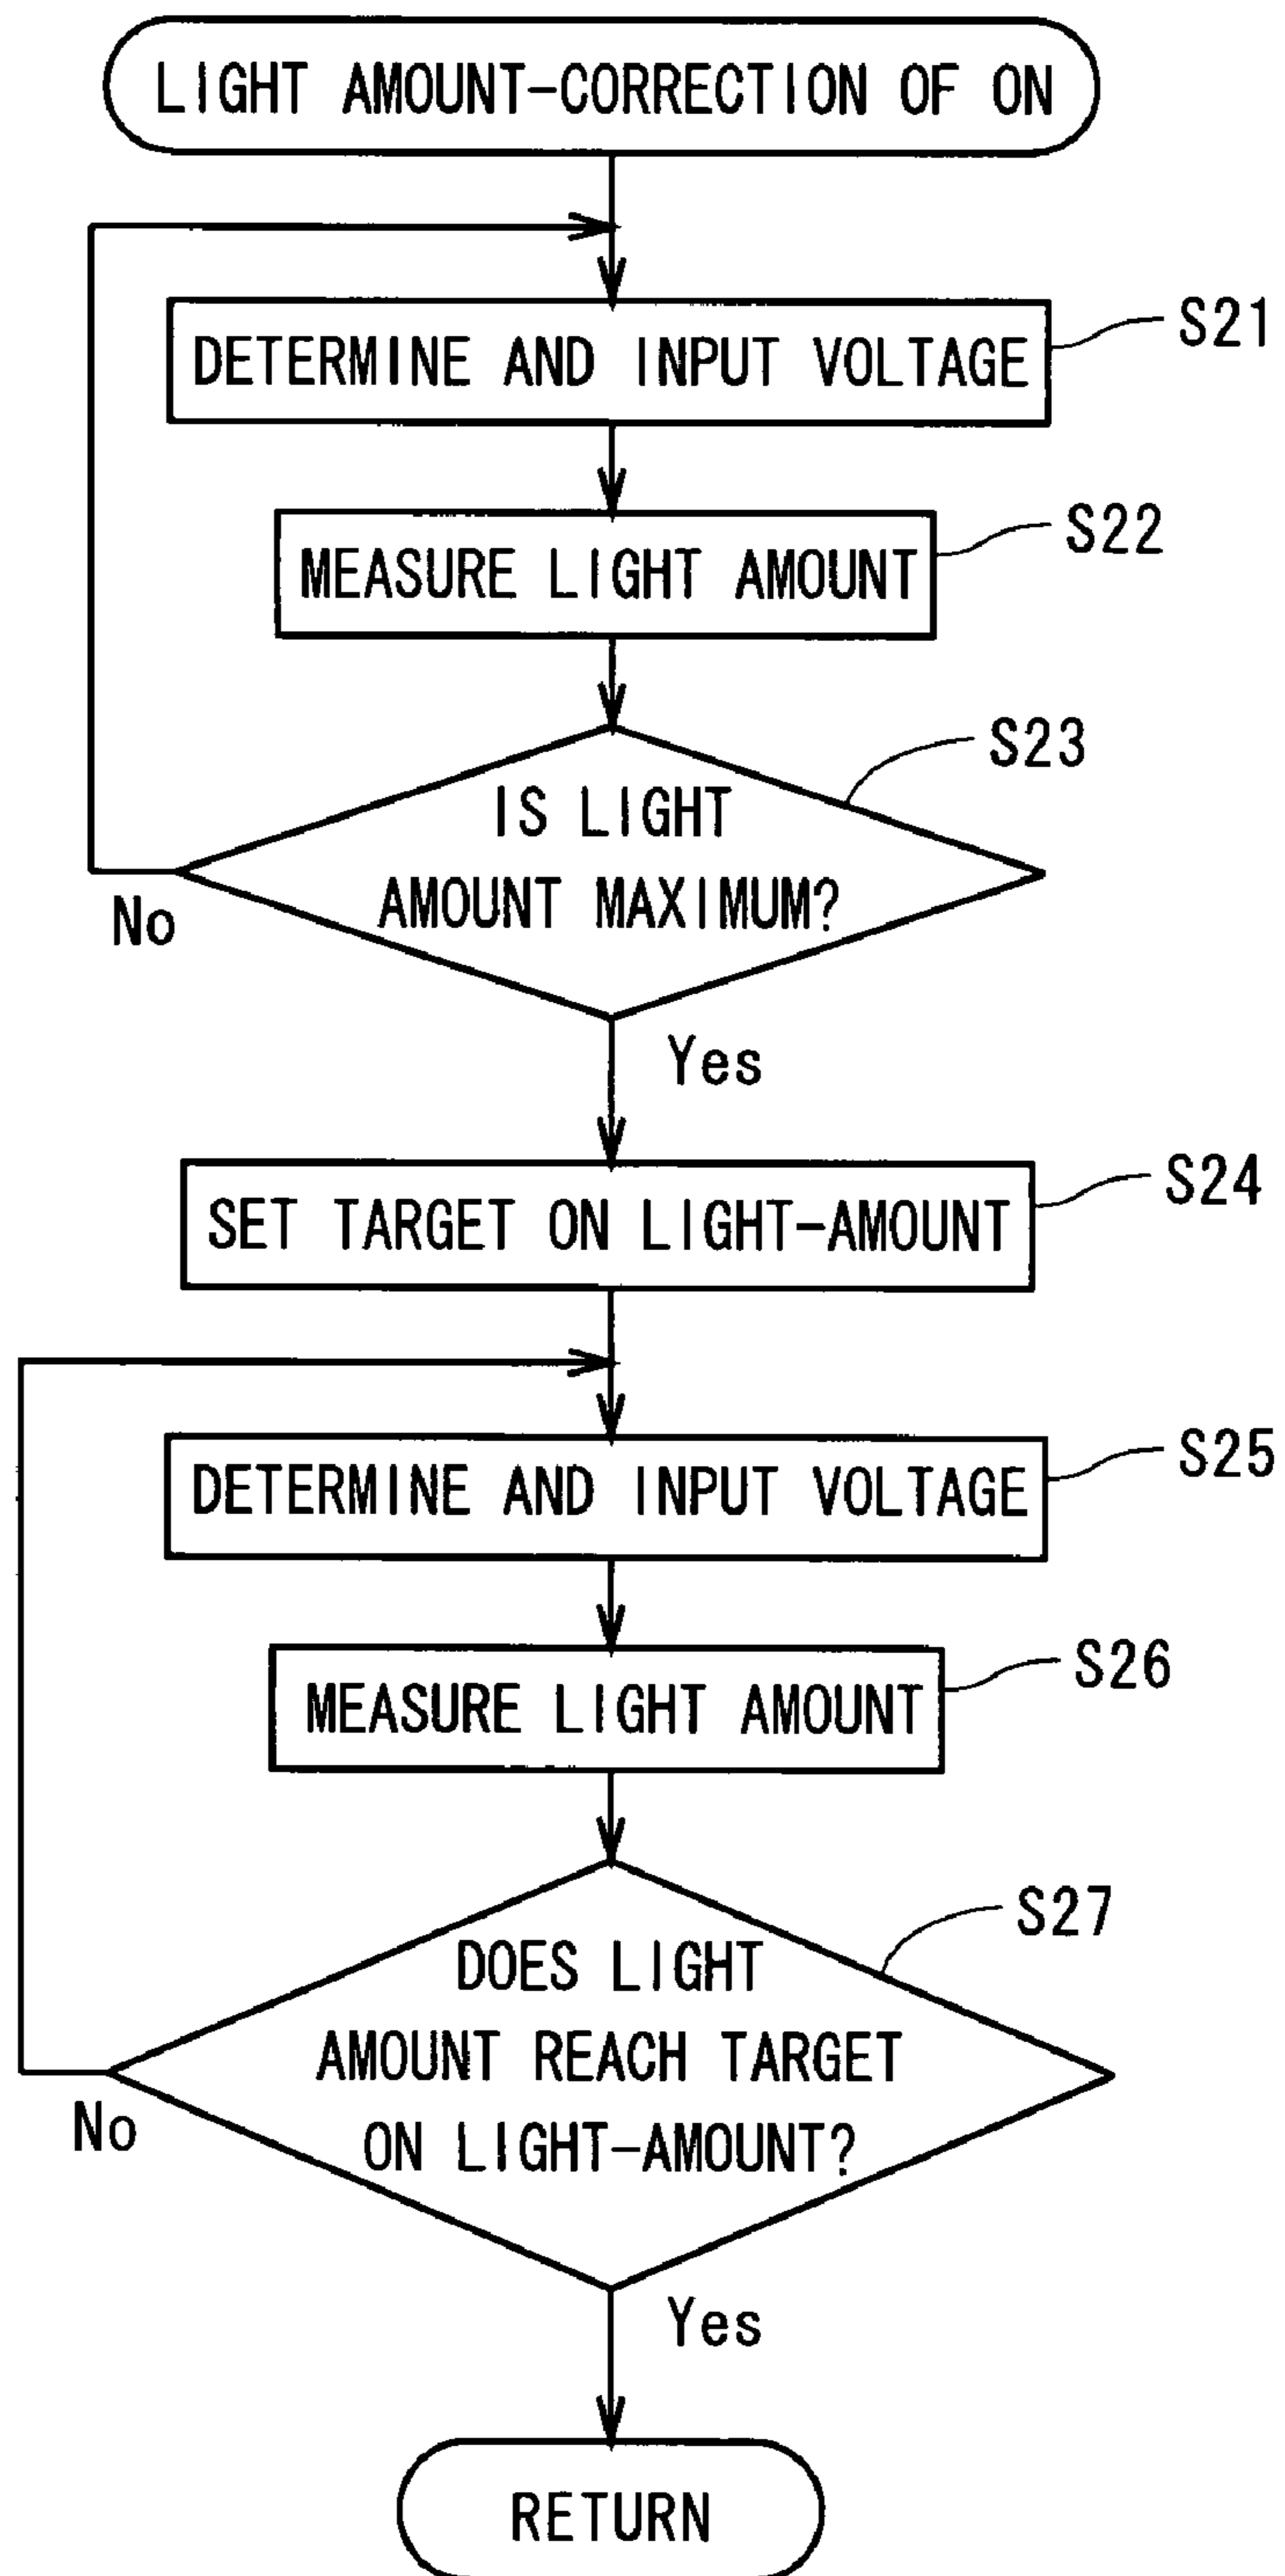 LIGHT AMOUNT-CORRECTION OF ON
DETERMINE AND INPUT VOLTAGE
S21
MEASURE LIGHT AMOUNT
S22
IS LIGHT
AMOUNT MAXIMUM?
S23
No
Yes
SET TARGET ON LIGHT-AMOUNT
S24
DETERMINE AND INPUT VOLTAGE
S25
MEASURE LIGHT AMOUNT
S26
DOES LIGHT
AMOUNT REACH TARGET
ON LIGHT-AMOUNT?
S27
No
Yes
RETURN